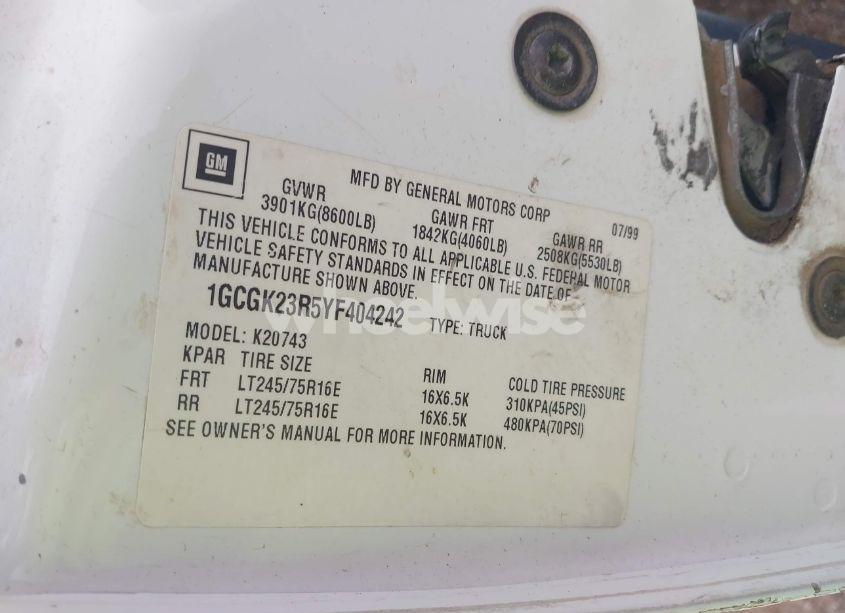 GM
MFD BY GENERAL MOTORS CORP 07/99
GVWR GAWR FRT GAWR RR
3901KG(8600LB) 1842KG(4060LB) 2508KG(5530LB)
THIS VEHICLE CONFORMS TO ALL APPLICABLE U.S. FEDERAL MOTOR
VEHICLE SAFETY STANDARDS IN EFFECT ON THE DATE OF
MANUFACTURE SHOWN ABOVE.
1GCGK23R5YF404242 TYPE: TRUCK
MODEL: K20743
KPAR TIRE SIZE RIM COLD TIRE PRESSURE
FRT LT245/75R16E 16X6.5K 310KPA(45PSI)
RR LT245/75R16E 16X6.5K 480KPA(70PSI)
SEE OWNER'S MANUAL FOR MORE INFORMATION.
wheelwise